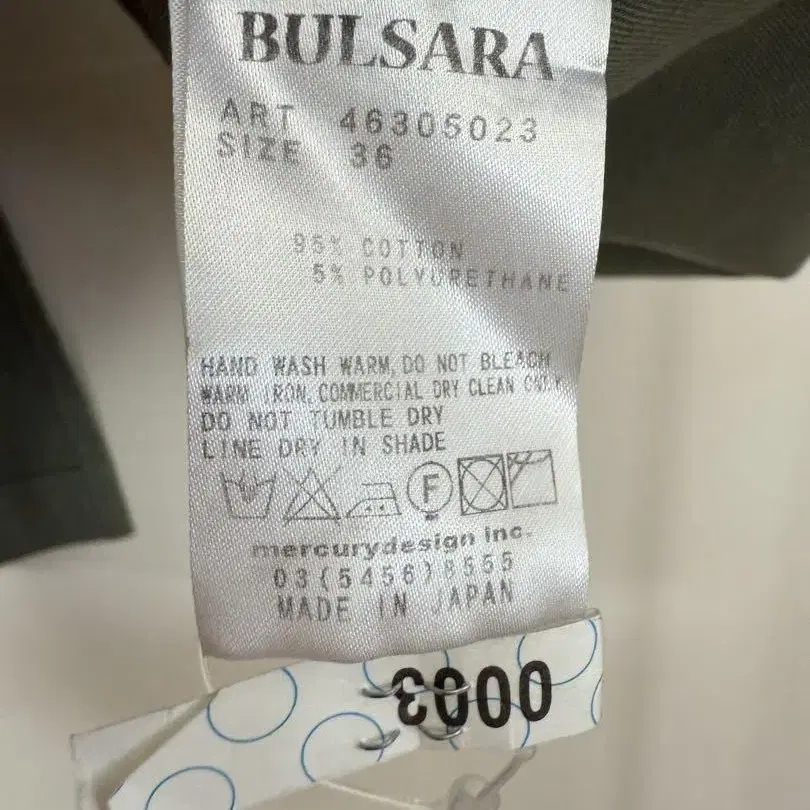 BULSARA
ART 46305023
SIZE 36
95% COTTON
5% POLYURETHANE
HAND WASH WARM, DO NOT BLEACH
WARM IRON, COMMERCIAL DRY CLEAN ONLY
DO NOT TUMBLE DRY
LINE DRY IN SHADE
F
mercurydesign inc.
03(5456)8555
MADE IN JAPAN
0003